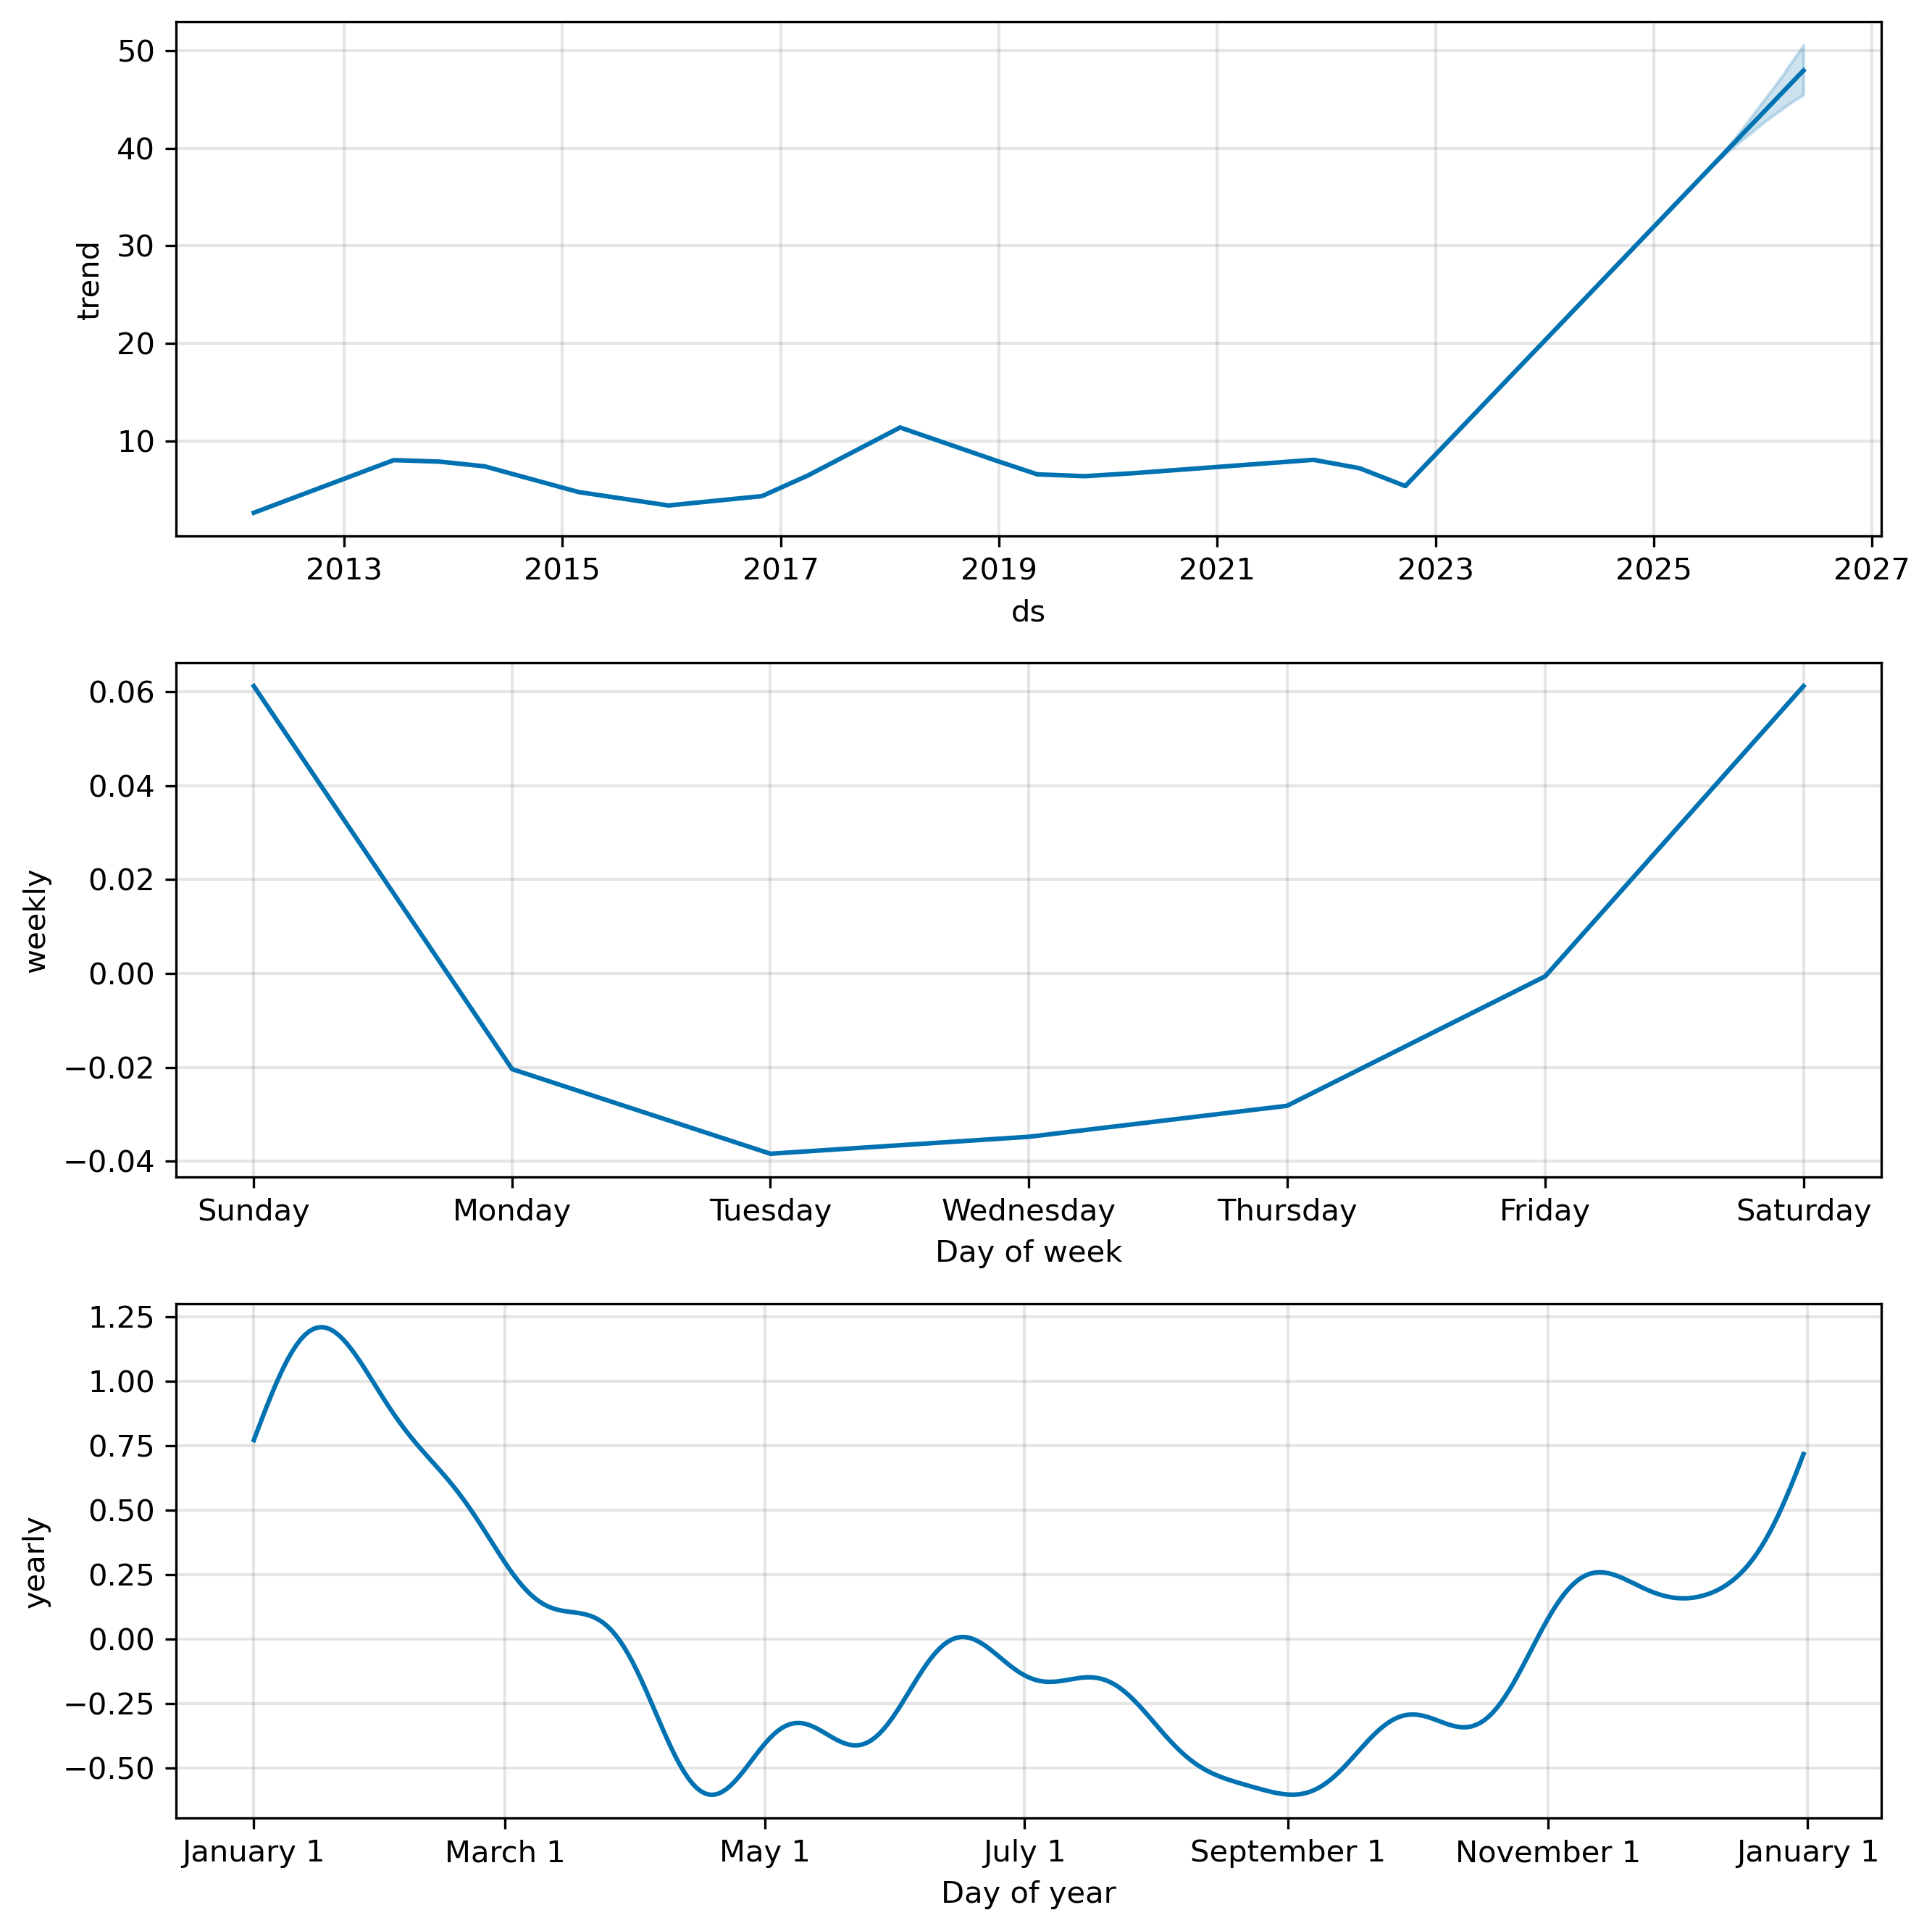 50
40
30
20
10
trend
2013 2015 2017 2019 2021 2023 2025 2027
ds
0.06
0.04
0.02
0.00
−0.02
−0.04
weekly
Sunday Monday Tuesday Wednesday Thursday Friday Saturday
Day of week
1.25
1.00
0.75
0.50
0.25
0.00
−0.25
−0.50
yearly
January 1 March 1 May 1 July 1 September 1 November 1 January 1
Day of year